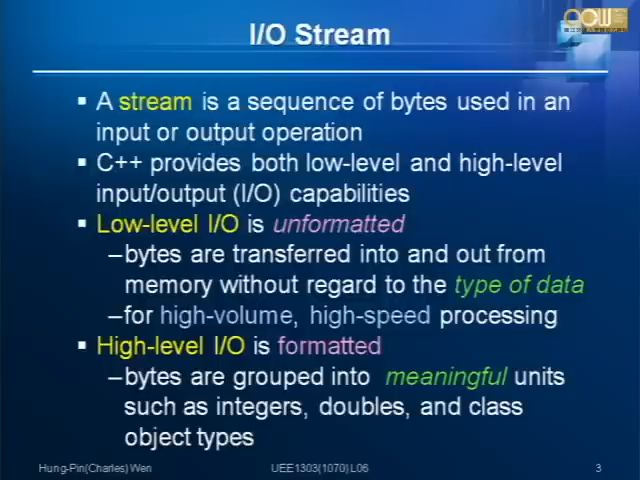 I/O Stream
▪ A stream is a sequence of bytes used in an
input or output operation
▪ C++ provides both low-level and high-level
input/output (I/O) capabilities
▪ Low-level I/O is unformatted
–bytes are transferred into and out from
memory without regard to the type of data
–for high-volume, high-speed processing
▪ High-level I/O is formatted
–bytes are grouped into meaningful units
such as integers, doubles, and class
object types
Hung-Pin(Charles) Wen UEE1303(1070) L06 3